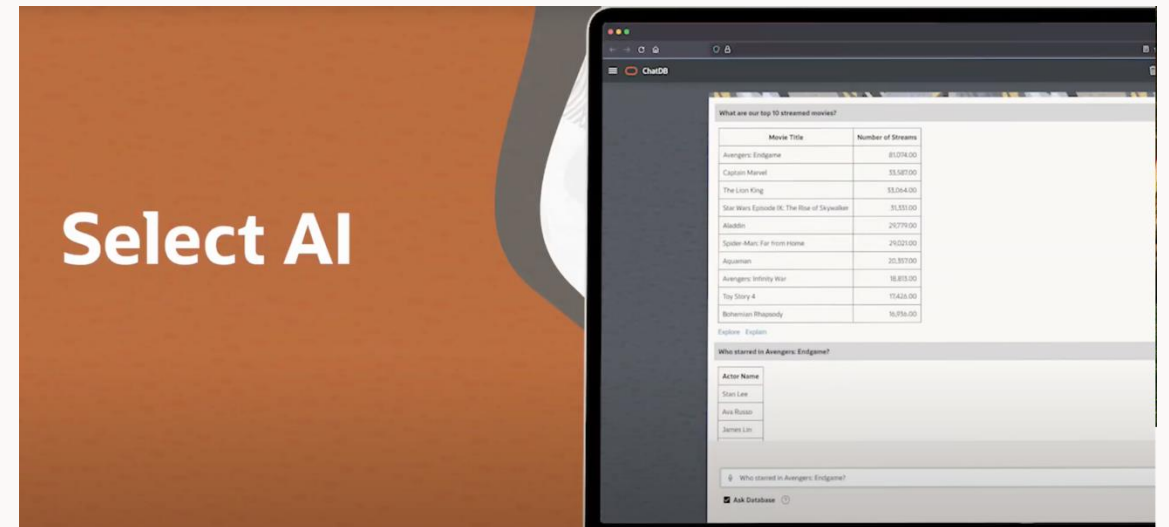 Select AI
ChatDB
What are our top 10 streamed movies?
Movie Title Number of Streams
Avengers: Endgame 81,074.00
Captain Marvel 33,587.00
The Lion King 33,064.00
Star Wars Episode IX: The Rise of Skywalker 31,331.00
Aladdin 29,779.00
Spider-Man: Far from Home 29,021.00
Aquaman 20,357.00
Avengers: Infinity War 18,813.00
Toy Story 4 17,426.00
Bohemian Rhapsody 16,936.00
Explore Explain
Who starred in Avengers: Endgame?
Actor Name
Stan Lee
Ava Russo
James Lin
Who starred in Avengers: Endgame?
Ask Database